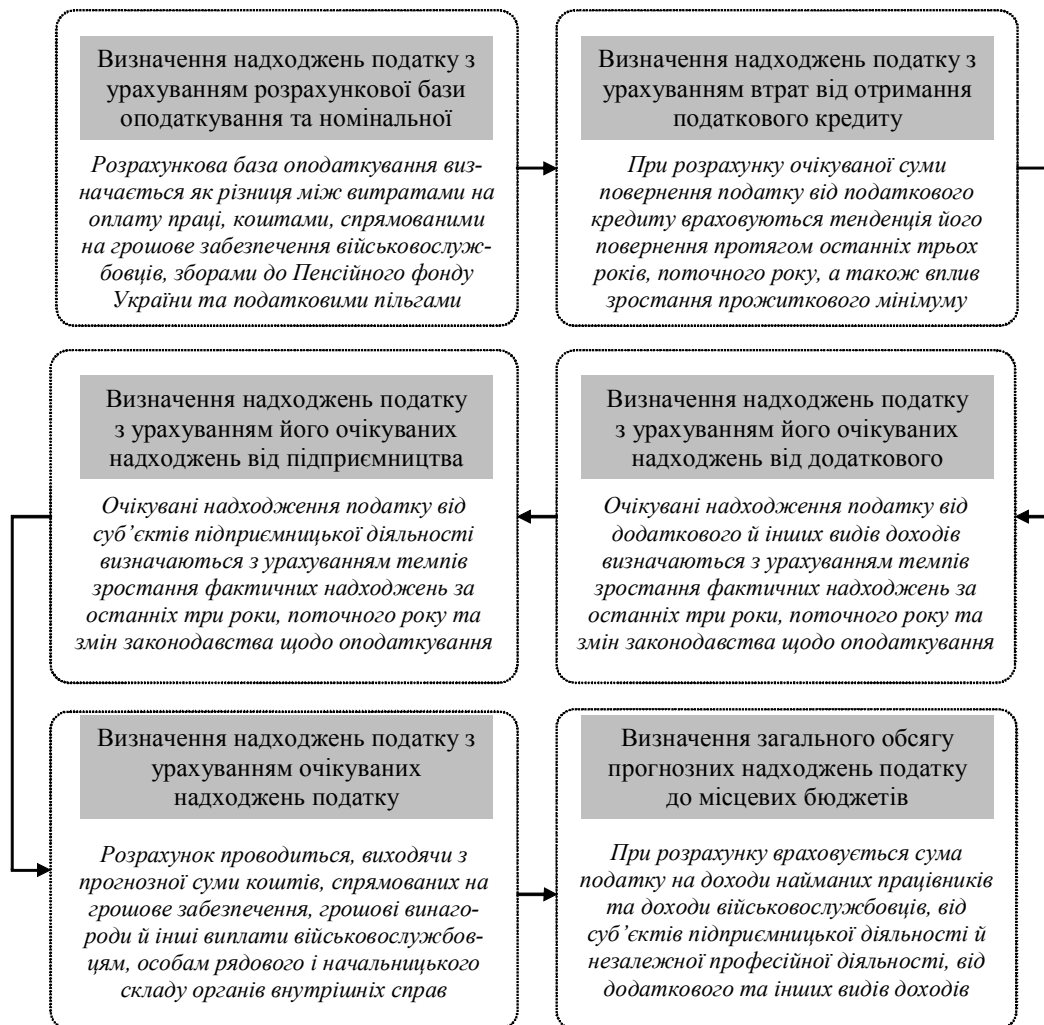 Визначення надходжень податку з
урахуванням розрахункової бази
оподаткування та номінальної
Розрахункова база оподаткування виз-
начається як різниця між витратами на
оплату праці, коштами, спрямованими
на грошове забезпечення військовослуж-
бовців, зборами до Пенсійного фонду
України та податковими пільгами
Визначення надходжень податку з
урахуванням втрат від отримання
податкового кредиту
При розрахунку очікуваної суми
повернення податку від податкового
кредиту враховуються тенденція його
повернення протягом останніх трьох
років, поточного року, а також вплив
зростання прожиткового мінімуму
Визначення надходжень податку
з урахуванням його очікуваних
надходжень від додаткового
Очікувані надходження податку від
додаткового й інших видів доходів
визначаються з урахуванням темпів
зростання фактичних надходжень за
останніх три роки, поточного року та
змін законодавства щодо оподаткування
Визначення надходжень податку
з урахуванням його очікуваних
надходжень від підприємництва
Очікувані надходження податку від
суб’єктів підприємницької діяльності
визначаються з урахуванням темпів
зростання фактичних надходжень за
останніх три роки, поточного року та
змін законодавства щодо оподаткування
Визначення надходжень податку з
урахуванням очікуваних
надходжень податку
Розрахунок проводиться, виходячи з
прогнозної суми коштів, спрямованих на
грошове забезпечення, грошові винаго-
роди й інші виплати військовослужбов-
цям, особам рядового і начальницького
складу органів внутрішніх справ
Визначення загального обсягу
прогнозних надходжень податку
до місцевих бюджетів
При розрахунку враховується сума
податку на доходи найманих працівників
та доходи військовослужбовців, від
суб’єктів підприємницької діяльності й
незалежної професійної діяльності, від
додаткового та інших видів доходів